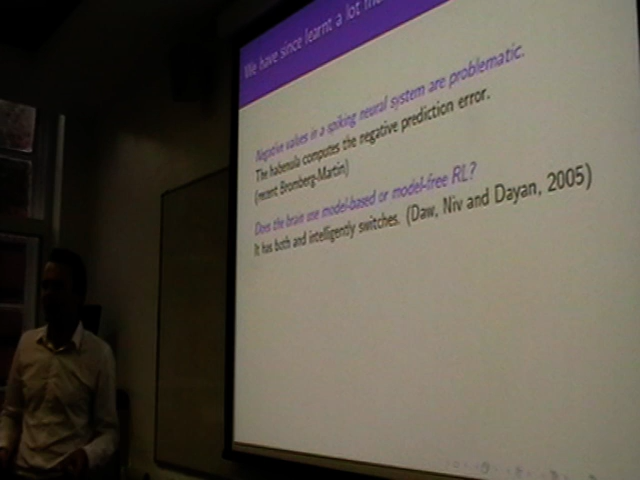 We have since learnt a lot
Negative values in a spiking neural system are problematic.
The habenula computes the negative prediction error.
(recent Bromberg-Martin)
Does the brain use model-based or model-free RL?
It has both and intelligently switches. (Daw, Niv and Dayan, 2005)